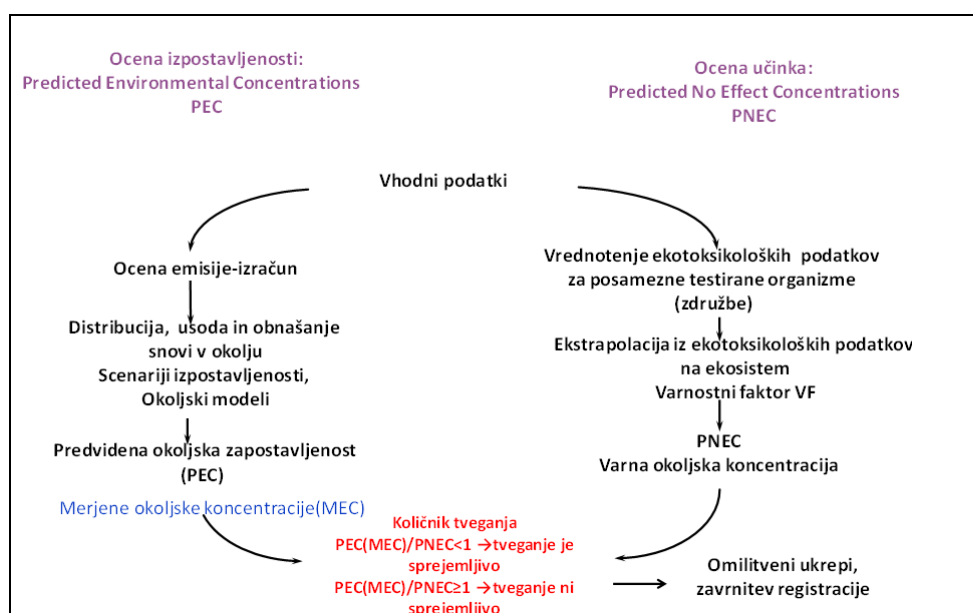 Ocena izpostavljenosti:
Predicted Environmental Concentrations
PEC
Ocena učinka:
Predicted No Effect Concentrations
PNEC
Vhodni podatki
Ocena emisije-izračun
Distribucija, usoda in obnašanje
snovi v okolju
Scenariji izpostavljenosti,
Okoljski modeli
Predvidena okoljska zapostavljenost
(PEC)
Merjene okoljske koncentracije(MEC)
Vrednotenje ekotoksikoloških podatkov
za posamezne testirane organizme
(združbe)
Ekstrapolacija iz ekotoksikoloških podatkov
na ekosistem
Varnostni faktor VF
PNEC
Varna okoljska koncentracija
Količnik tveganja
PEC(MEC)/PNEC<1 →tveganje je
sprejemljivo
PEC(MEC)/PNEC≥1 →tveganje ni
sprejemljivo
Omilitveni ukrepi,
zavrnitev registracije